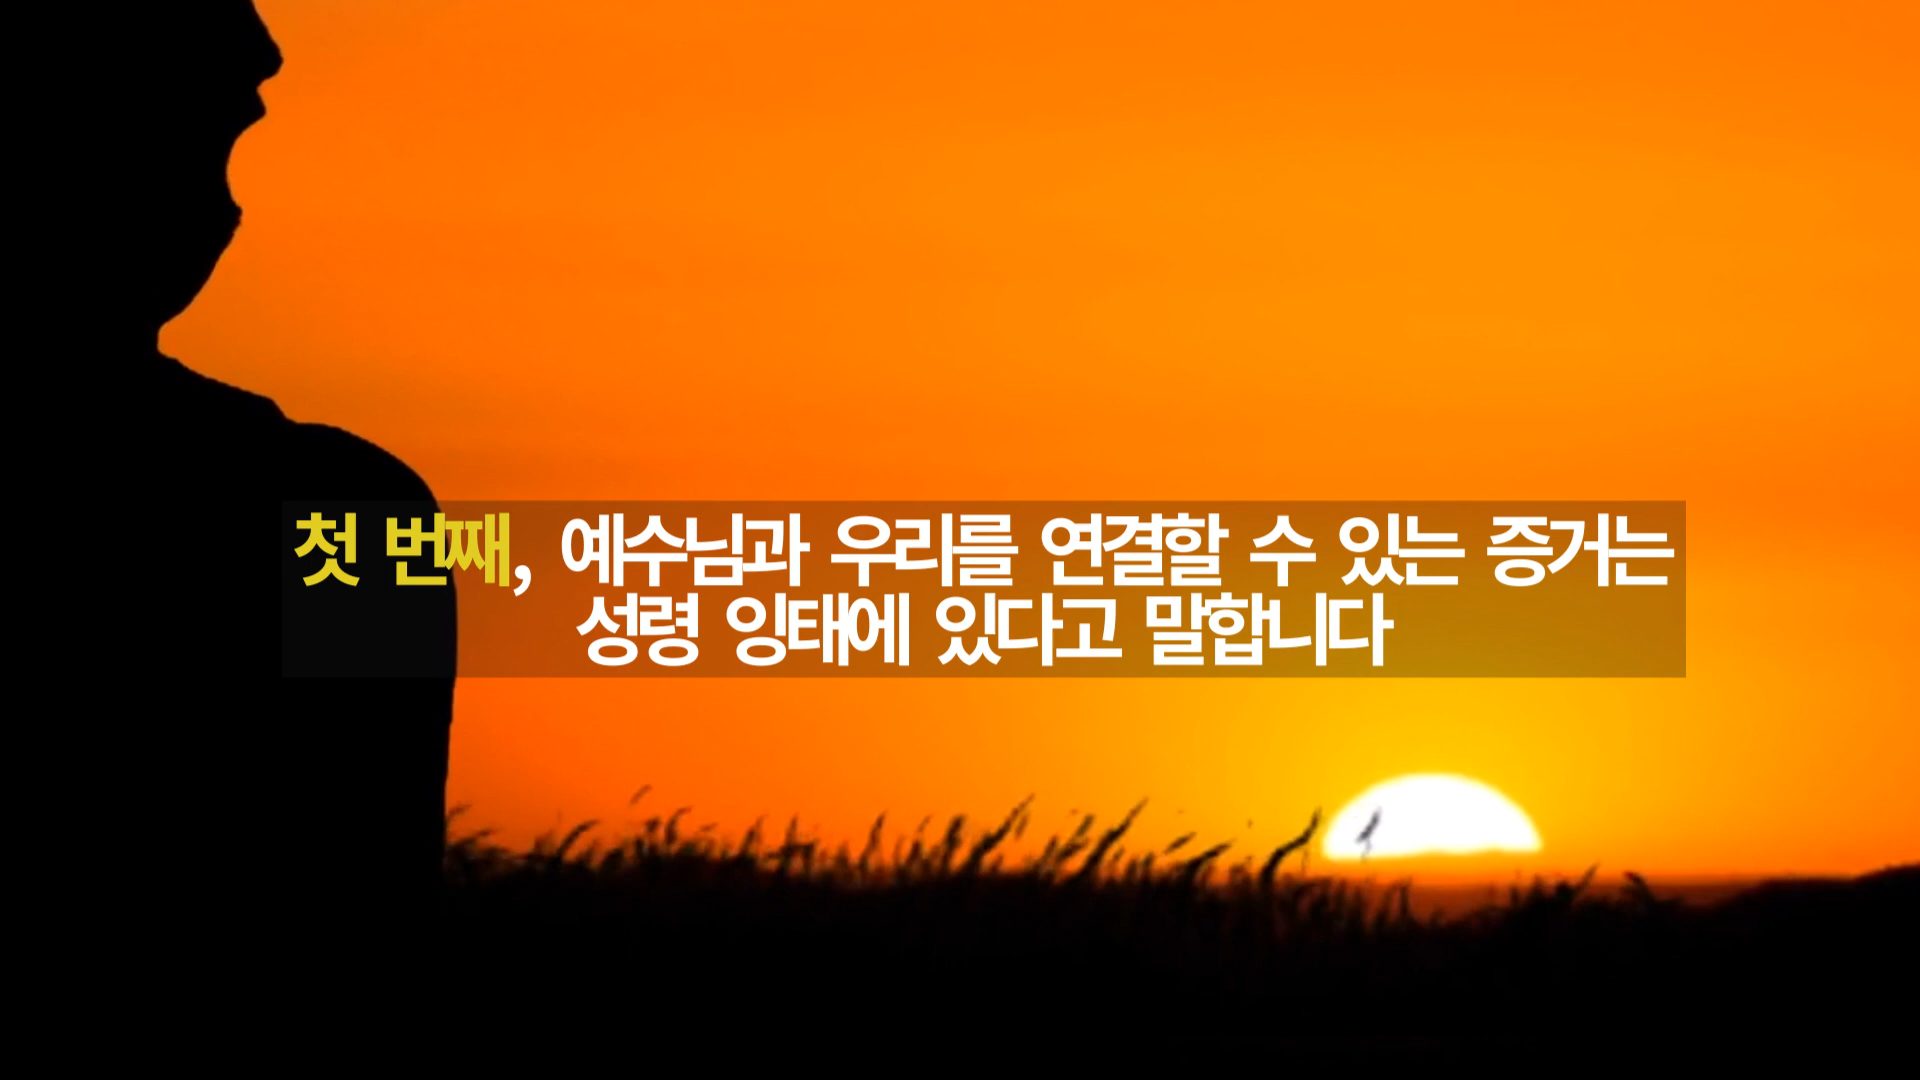 첫 번째, 예수님과 우리를 연결할 수 있는 증거는
성령 잉태에 있다고 말합니다